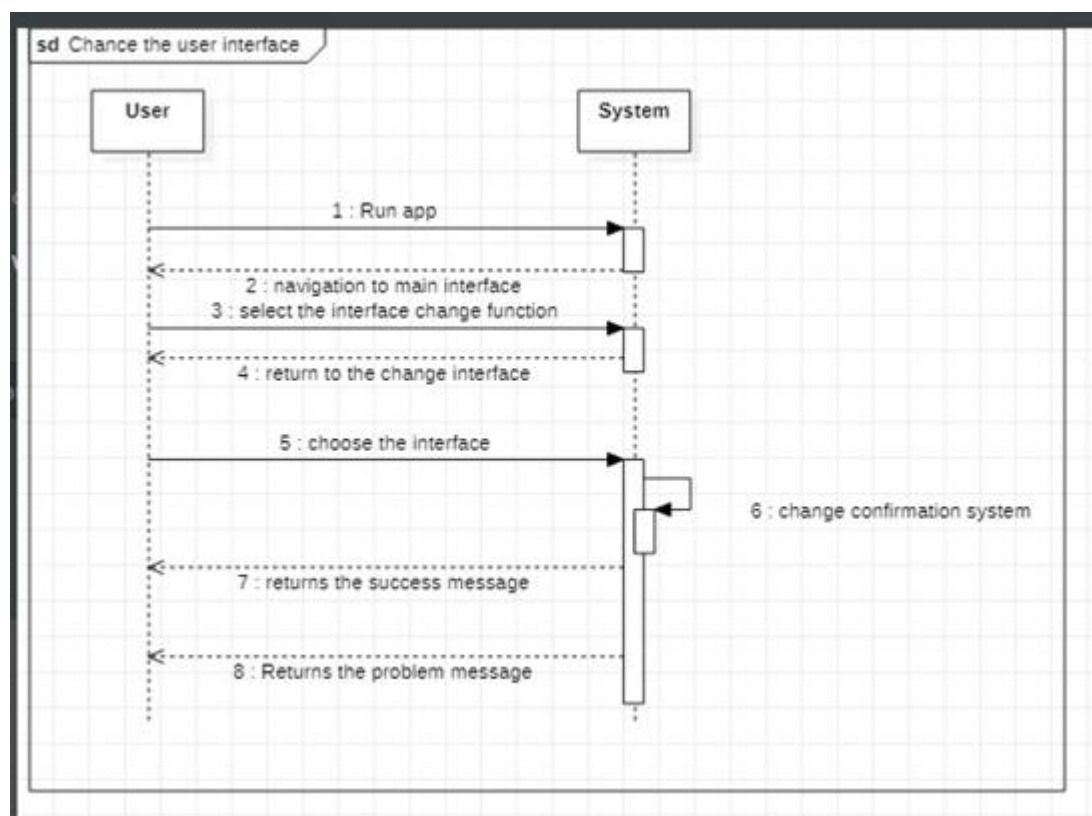 sd Chance the user interface
User
System
1 : Run app
2 : navigation to main interface
3 : select the interface change function
4 : return to the change interface
5 : choose the interface
6 : change confirmation system
7 : returns the success message
8 : Returns the problem message